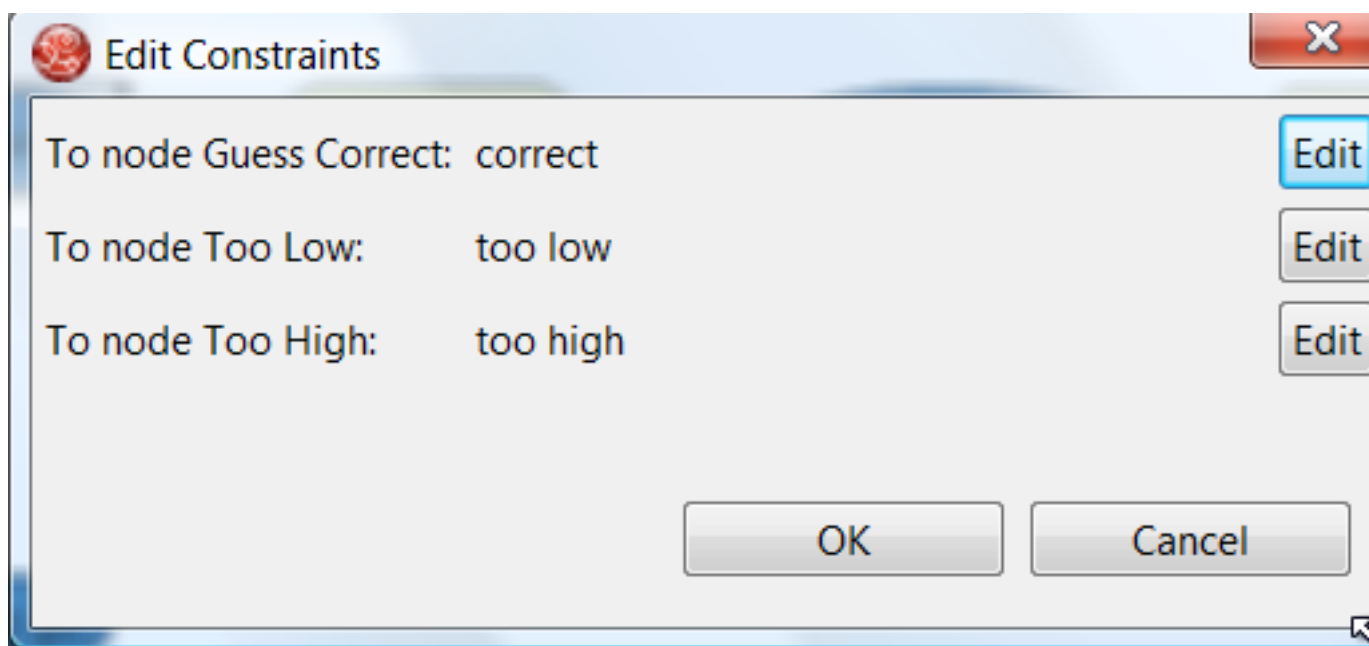 Edit Constraints
To node Guess Correct: correct Edit
To node Too Low: too low Edit
To node Too High: too high Edit
OK Cancel